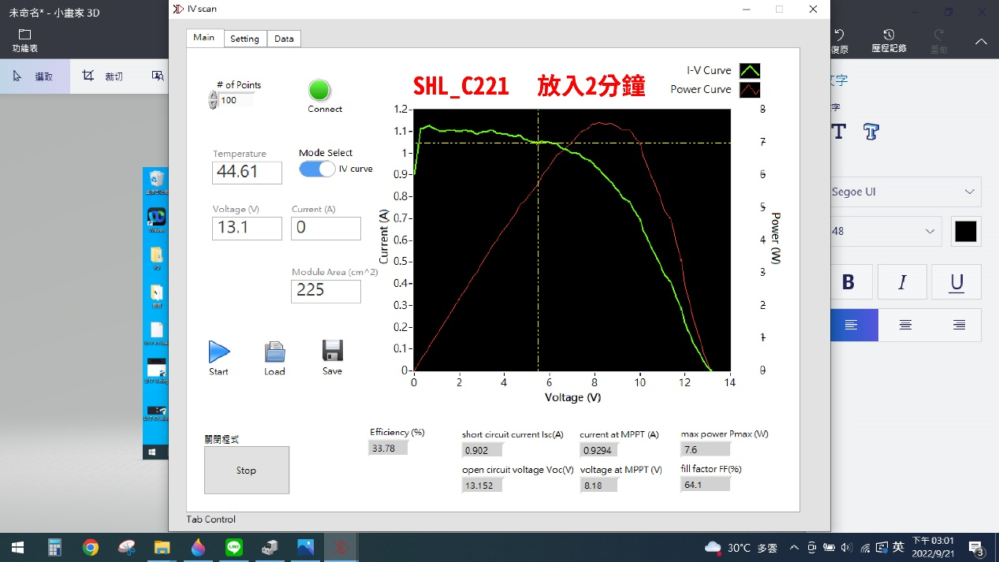 未命名* - 小畫家 3D
功能表
選取
裁切
復原
歷程記錄
重做
文字
Segoe UI
48
B
I
U
IV scan
Main
Setting
Data
# of Points
100
Connect
SHL_C221 放入2分鐘
I-V Curve
Power Curve
Temperature
44.61
Mode Select
IV curve
Voltage (V)
13.1
Current (A)
0
Module Area (cm^2)
225
Start
Load
Save
Current (A)
1.2
1.1
1
0.9
0.8
0.7
0.6
0.5
0.4
0.3
0.2
0.1
0
8
7
6
5
4
3
2
1
0
Power (W)
0 2 4 6 8 10 12 14
Voltage (V)
關閉程式
Stop
Efficiency (%)
33.78
short circuit current Isc(A)
0.902
current at MPPT (A)
0.9294
max power Pmax (W)
7.6
open circuit voltage Voc(V)
13.152
voltage at MPPT (V)
8.18
fill factor FF(%)
64.1
Tab Control
LINE
30°C 多雲
英
下午 03:01
2022/9/21
3